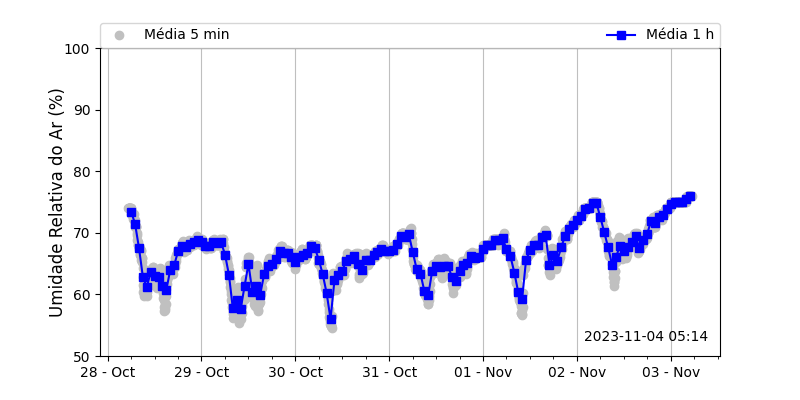 Média 5 min
Média 1 h
Umidade Relativa do Ar (%)
100
90
80
70
60
50
2023-11-04 05:14
28 - Oct
29 - Oct
30 - Oct
31 - Oct
01 - Nov
02 - Nov
03 - Nov